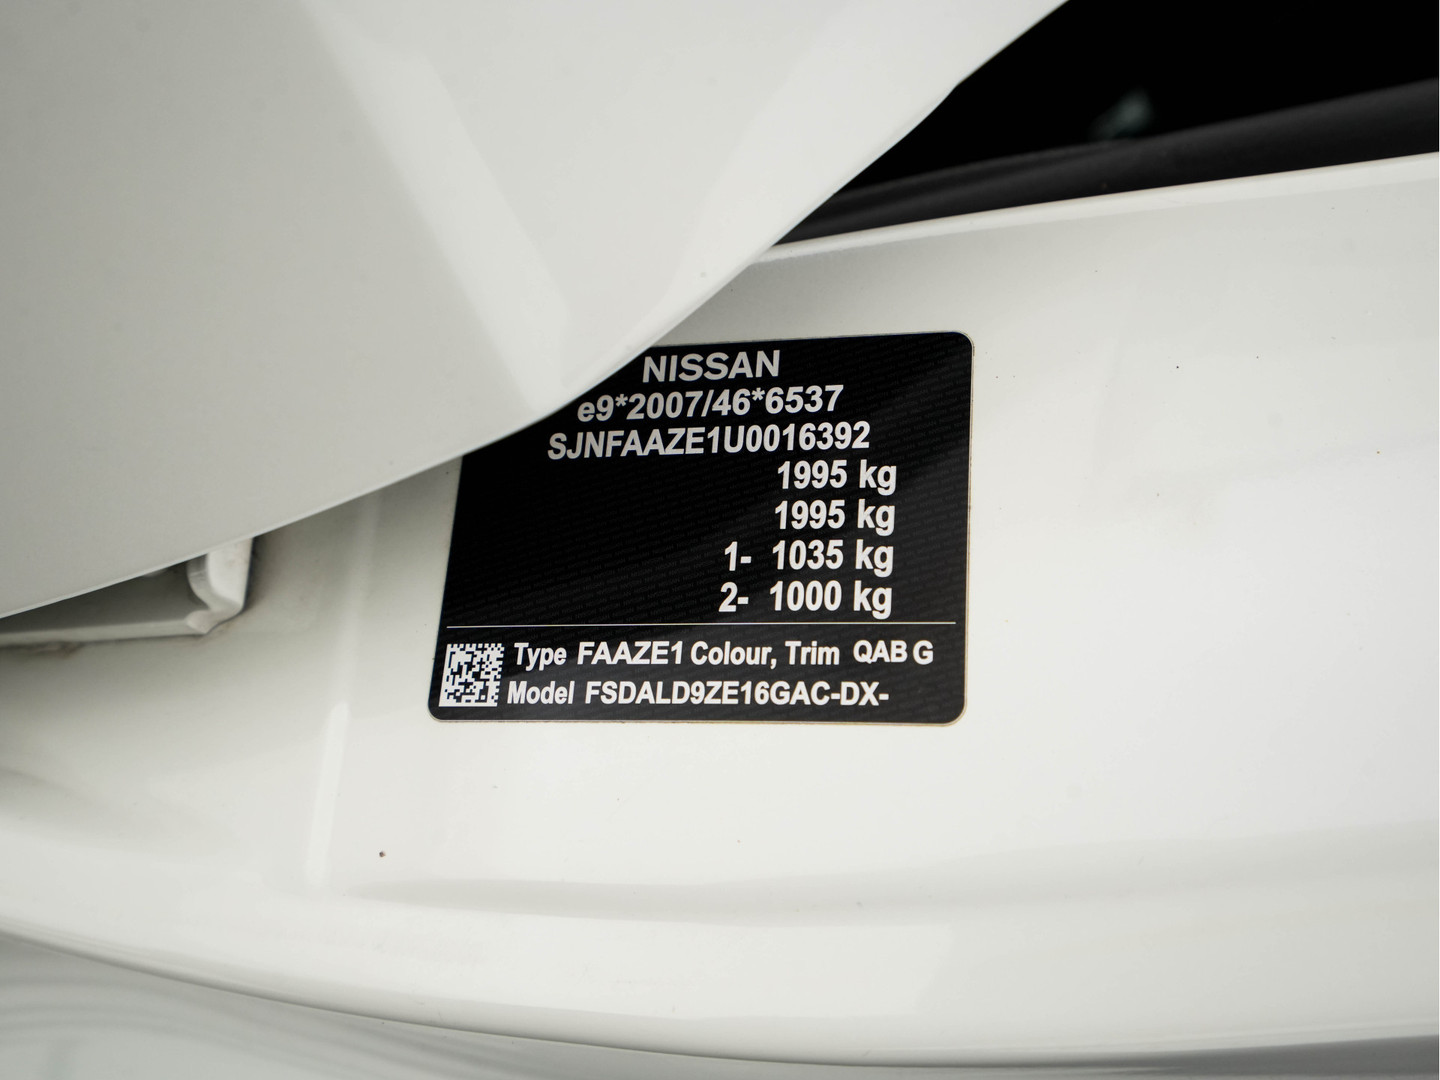 NISSAN
e9*2007/46*6537
SJNFAAZE1U0016392
1995 kg
1995 kg
1- 1035 kg
2- 1000 kg
Type FAAZE1 Colour, Trim QAB G
Model FSDALD9ZE16GAC-DX-